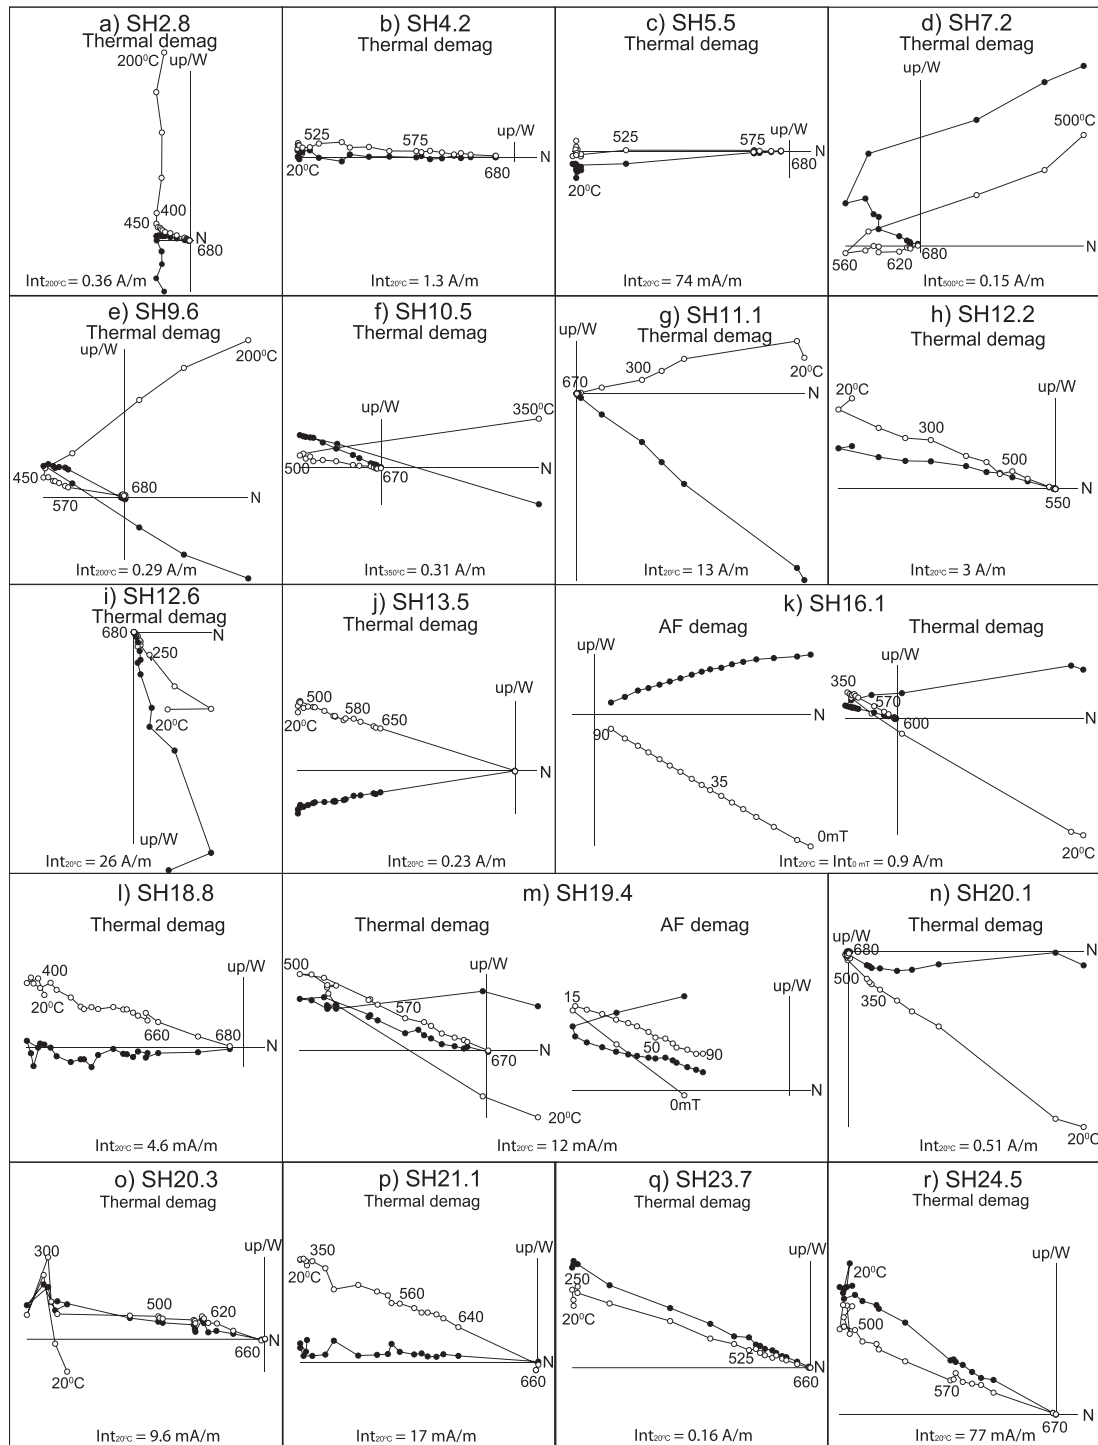 a) SH2.8
Thermal demag
200⁰C
up/W
400
450
N
680
Int200⁰C = 0.36 A/m
b) SH4.2
Thermal demag
up/W
525
575
N
20⁰C
680
Int20⁰C = 1.3 A/m
c) SH5.5
Thermal demag
up/W
525
575
N
680
20⁰C
Int20⁰C = 74 mA/m
d) SH7.2
Thermal demag
up/W
500⁰C
N
560
620
680
Int500⁰C = 0.15 A/m
e) SH9.6
Thermal demag
up/W
200⁰C
450
680
N
570
Int200⁰C = 0.29 A/m
f) SH10.5
Thermal demag
up/W
350⁰C
500
N
670
Int350⁰C = 0.31 A/m
g) SH11.1
Thermal demag
up/W
300
20⁰C
670
N
Int20⁰C = 13 A/m
h) SH12.2
Thermal demag
20⁰C
up/W
300
500
N
550
Int20⁰C = 3 A/m
i) SH12.6
Thermal demag
680
N
250
20⁰C
up/W
Int20⁰C = 26 A/m
j) SH13.5
Thermal demag
up/W
500
20⁰C
580
650
N
Int20⁰C = 0.23 A/m
k) SH16.1
AF demag
Thermal demag
up/W
N
90
35
0mT
up/W
350
570
N
600
20⁰C
Int20⁰C = Int0 mT = 0.9 A/m
l) SH18.8
Thermal demag
up/W
400
20⁰C
660
680
N
Int20⁰C = 4.6 mA/m
m) SH19.4
Thermal demag
AF demag
500
up/W
570
N
670
20⁰C
up/W
15
50
90
N
0mT
Int20⁰C = 12 mA/m
n) SH20.1
Thermal demag
up/W
680
N
500
350
20⁰C
Int20⁰C = 0.51 A/m
o) SH20.3
Thermal demag
up/W
300
500
620
N
660
20⁰C
Int20⁰C = 9.6 mA/m
p) SH21.1
Thermal demag
up/W
350
20⁰C
560
640
N
660
Int20⁰C = 17 mA/m
q) SH23.7
Thermal demag
up/W
250
20⁰C
525
N
660
Int20⁰C = 0.16 A/m
r) SH24.5
Thermal demag
up/W
20⁰C
500
570
N
670
Int20⁰C = 77 mA/m